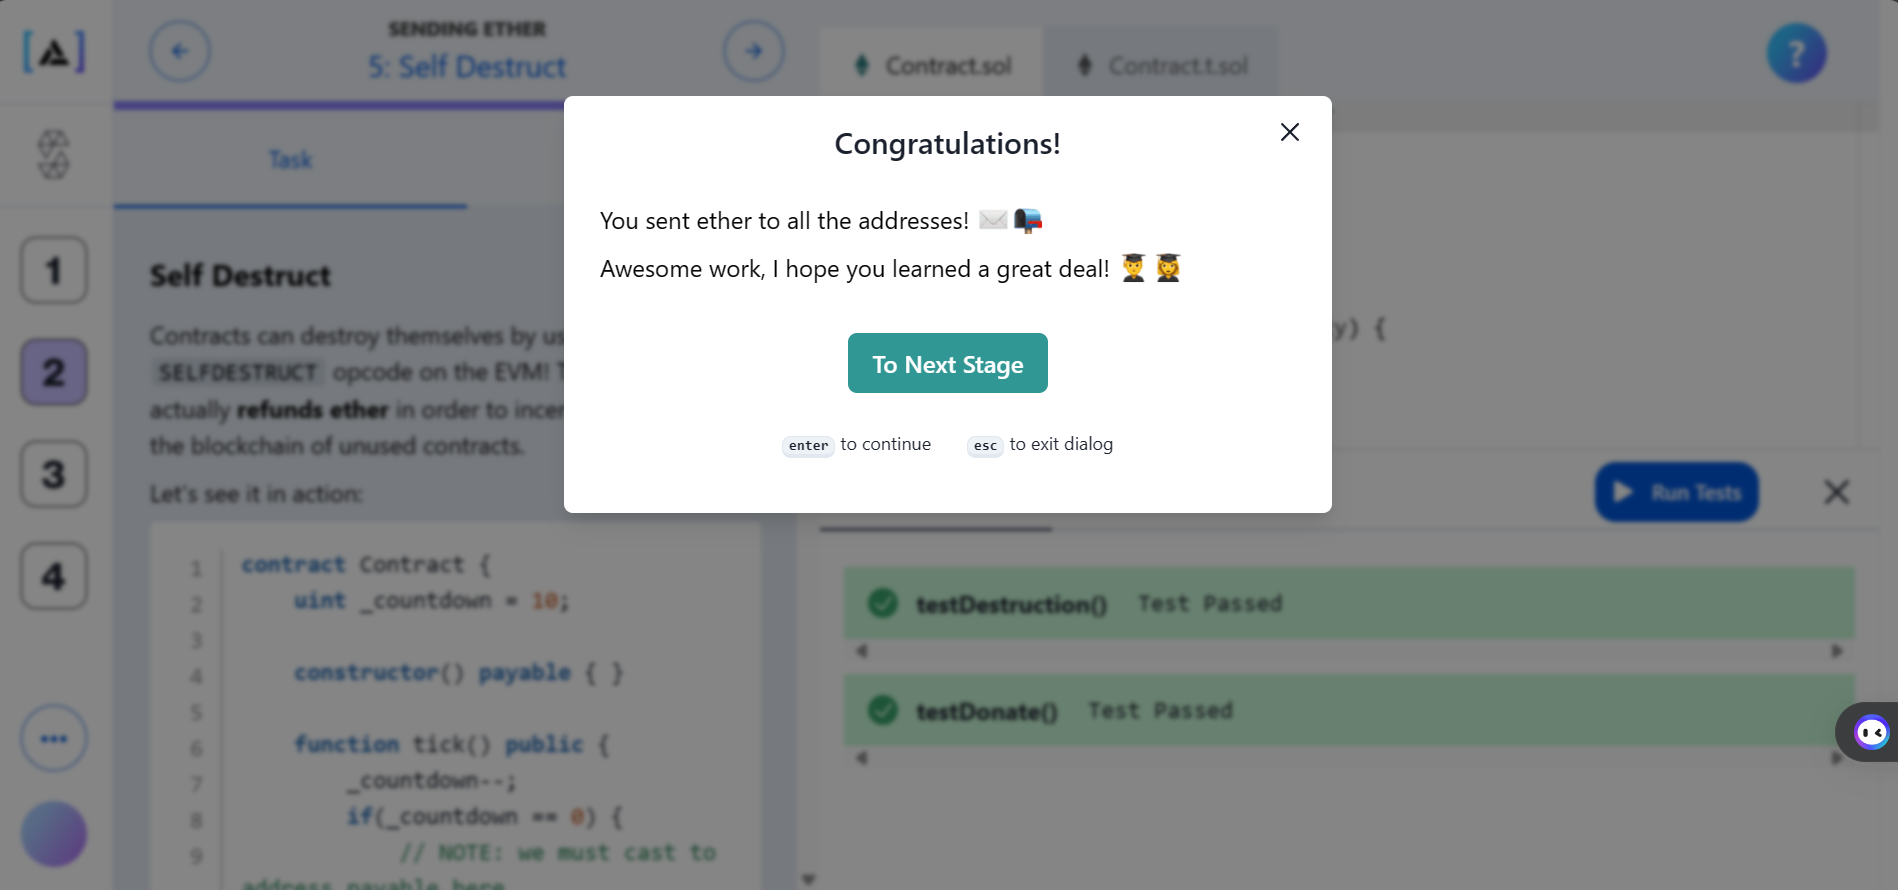 SENDING ETHER
5: Self Destruct
Contract.sol
Contract.t.sol
?
Task
1
2
3
4
Self Destruct
Contracts can destroy themselves by us
SELFDESTRUCT opcode on the EVM! T
actually refunds ether in order to incer
the blockchain of unused contracts.
Let's see it in action:
1 contract Contract {
2 uint _countdown = 10;
3
4 constructor() payable { }
5
6 function tick() public {
7 _countdown--;
8 if(_countdown == 0) {
9 // NOTE: we must cast to
address payable here
Congratulations!
You sent ether to all the addresses! ✉️📪
Awesome work, I hope you learned a great deal! 👨‍🎓👩‍🎓
To Next Stage
enter to continue
esc to exit dialog
y) {
Run Tests
testDestruction() Test Passed
testDonate() Test Passed